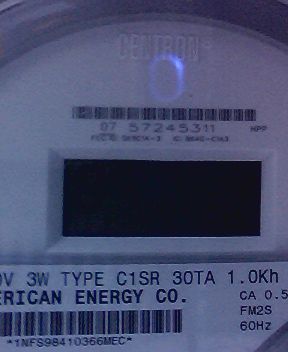 CENTRON
07 57245311 NPP
0V 3W TYPE C1SR 30TA 1.0Kh
ERICAN ENERGY CO.
CA 0.5
FM2S
60Hz
*1NFS98410366MEC*